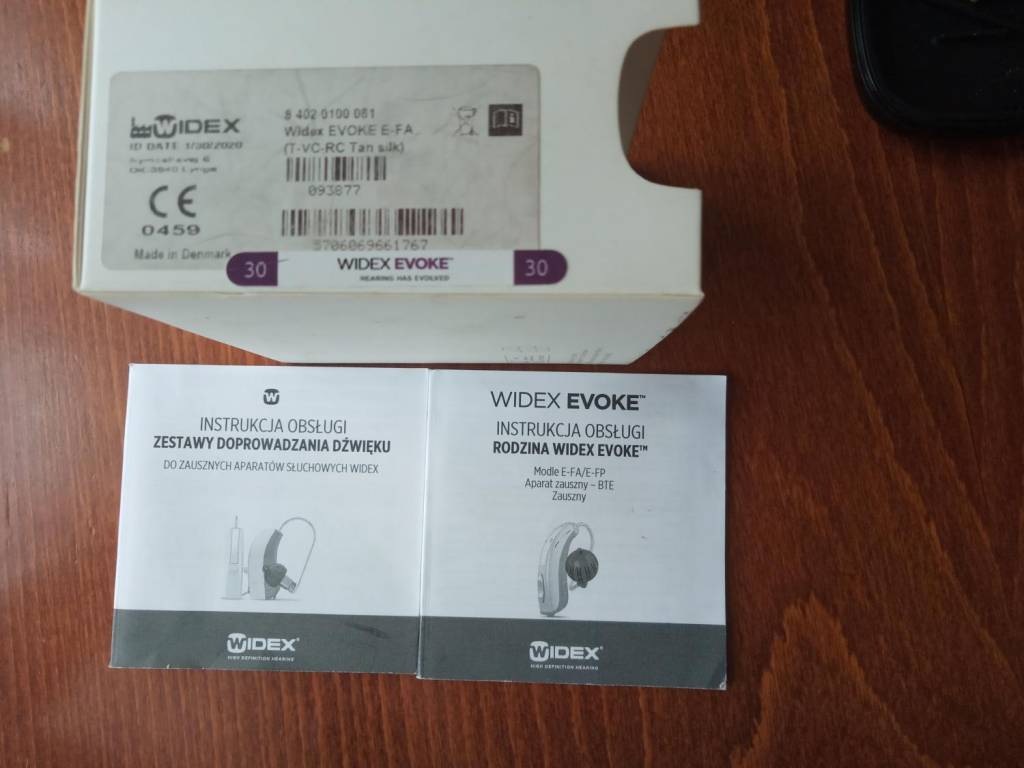 WIDEX
ID DATE 1/30/2020
CE
0459
Made in Denmark
8 402 0100 061
Widex EVOKE E-FA
(T-VC-RC Tan silk)
093877
5706069661767
30 WIDEX EVOKE™ 30
HEARING HAS EVOLVED
W
INSTRUKCJA OBSŁUGI
ZESTAWY DOPROWADZANIA DŹWIĘKU
DO ZAUSZNYCH APARATÓW SŁUCHOWYCH WIDEX
WIDEX®
HIGH DEFINITION HEARING
WIDEX EVOKE™
INSTRUKCJA OBSŁUGI
RODZINA WIDEX EVOKE™
Modle E-FA/E-FP
Aparat zauszny – BTE
Zauszny
WIDEX®
HIGH DEFINITION HEARING